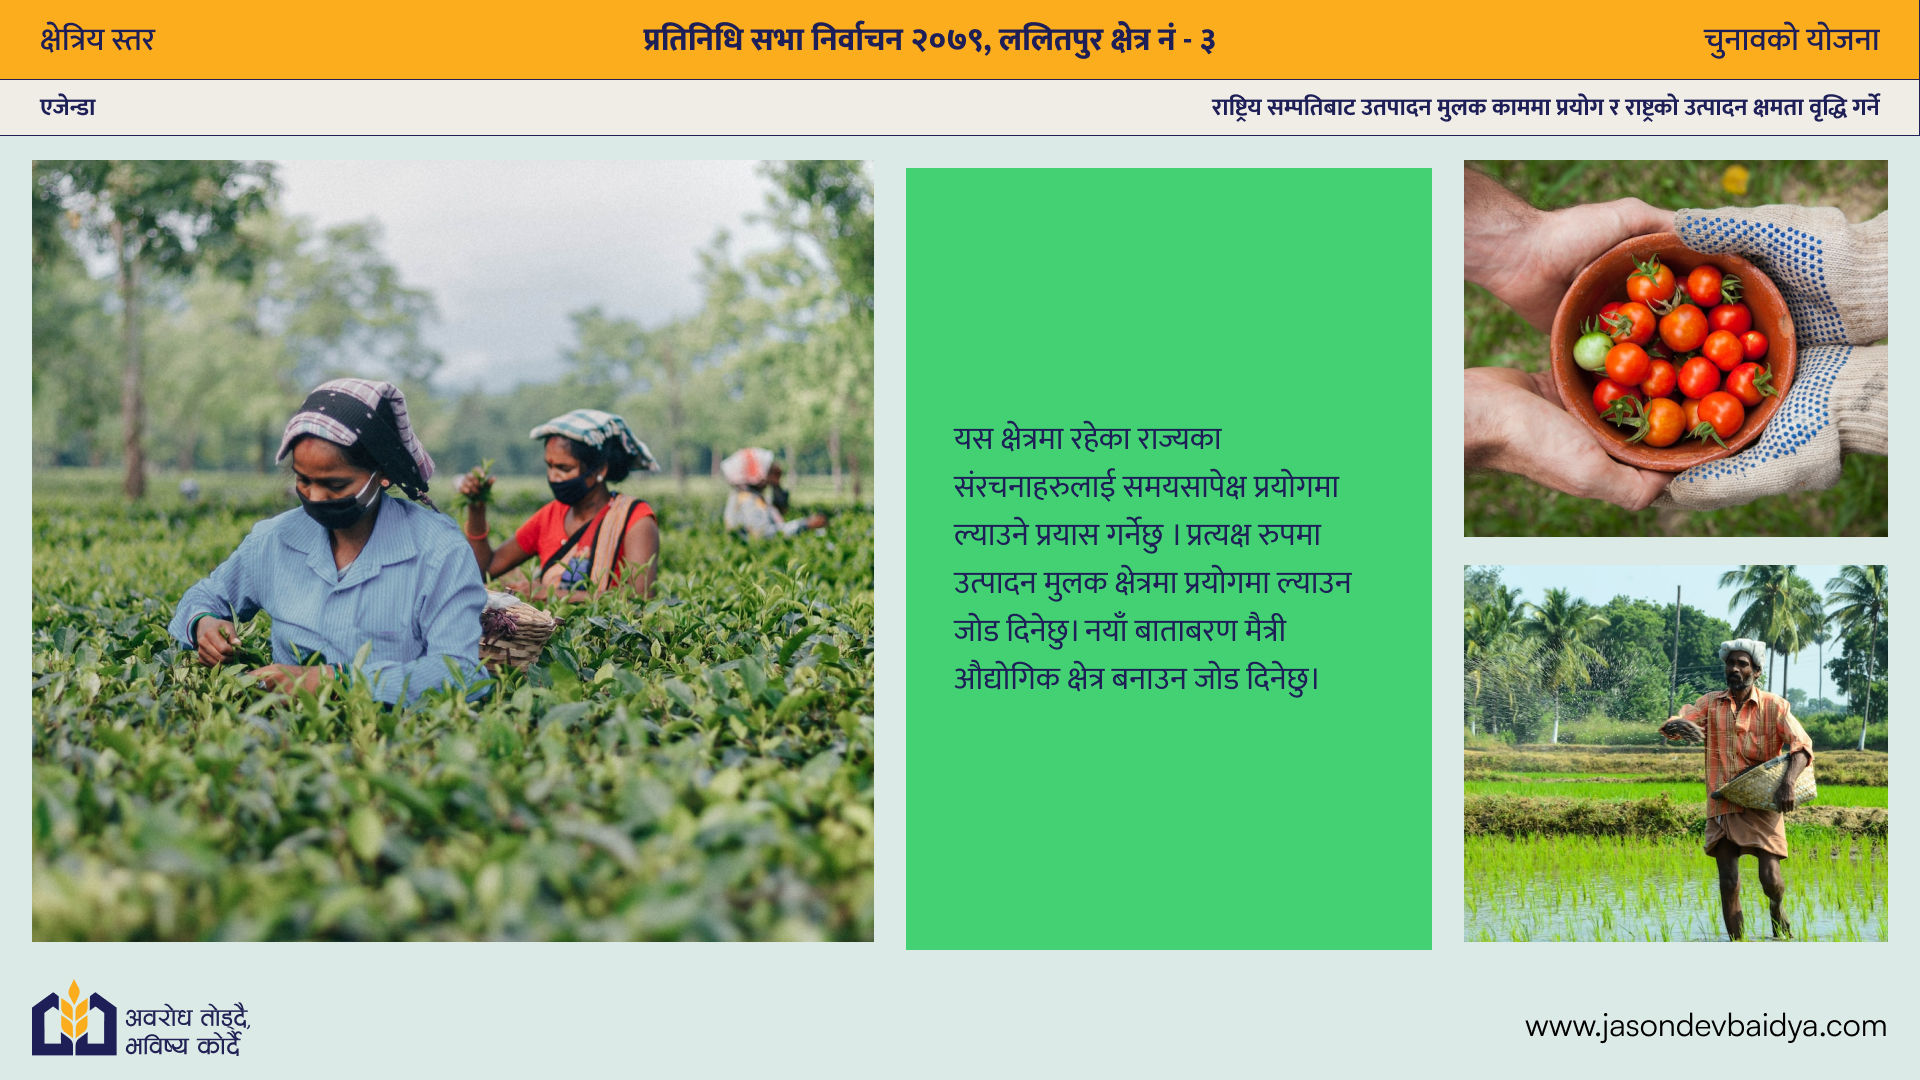 क्षेत्रिय स्तर
प्रतिनिधि सभा निर्वाचन २०७९, ललितपुर क्षेत्र नं - ३
चुनावको योजना
एजेन्डा
राष्ट्रिय सम्पतिबाट उतपादन मुलक काममा प्रयोग र राष्ट्रको उत्पादन क्षमता वृद्धि गर्ने
यस क्षेत्रमा रहेका राज्यका
संरचनाहरुलाई समयसापेक्ष प्रयोगमा
ल्याउने प्रयास गर्नेछु । प्रत्यक्ष रुपमा
उत्पादन मुलक क्षेत्रमा प्रयोगमा ल्याउन
जोड दिनेछु। नयाँ बाताबरण मैत्री
औद्योगिक क्षेत्र बनाउन जोड दिनेछु।
अवरोध तोड्दै,
भविष्य कोर्दै
www.jasondevbaidya.com